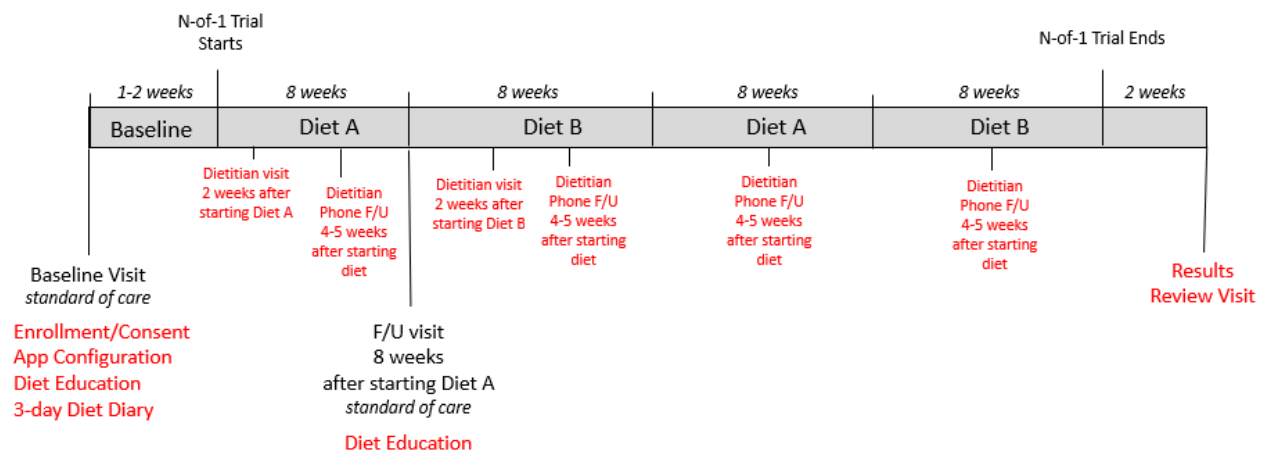 N-of-1 Trial
Starts
N-of-1 Trial Ends
1-2 weeks
8 weeks
8 weeks
8 weeks
8 weeks
2 weeks
Baseline
Diet A
Diet B
Diet A
Diet B
Dietitian visit
2 weeks after
starting Diet A
Dietitian
Phone F/U
4-5 weeks
after starting
diet
Dietitian visit
2 weeks after
starting Diet B
Dietitian
Phone F/U
4-5 weeks
after starting
diet
Dietitian
Phone F/U
4-5 weeks
after starting
diet
Dietitian
Phone F/U
4-5 weeks
after starting
diet
Baseline Visit
standard of care
Enrollment/Consent
App Configuration
Diet Education
3-day Diet Diary
F/U visit
8 weeks
after starting Diet A
standard of care
Diet Education
Results
Review Visit